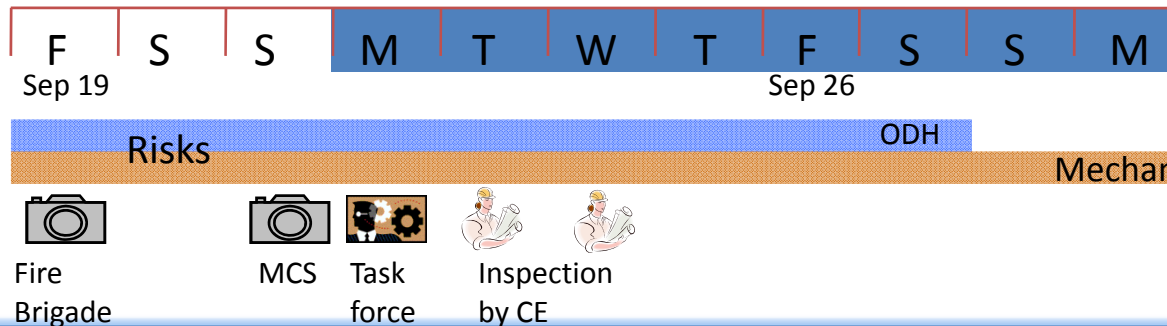 F S S M T W T F S S M
Sep 19 Sep 26
ODH
Risks
Mechan
Fire MCS Task Inspection
Brigade force by CE